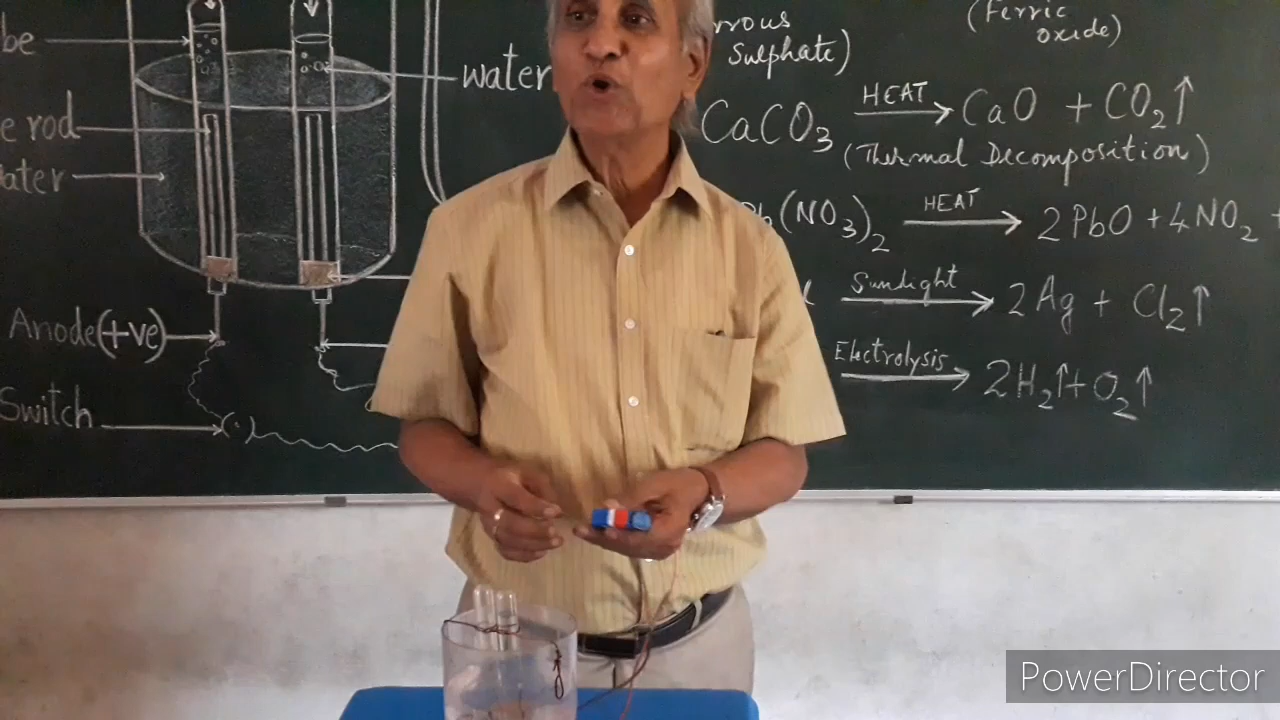 be
water
e rod
ater
Anode(+ve)
Switch
rrous
Sulphate)
(Ferric
oxide)
CaCO₃ HEAT CaO + CO₂↑
(Thermal Decomposition)
Pb(NO₃)₂ HEAT 2PbO + 4NO₂ +
Sunlight 2Ag + Cl₂↑
Electrolysis 2H₂↑+ O₂↑
PowerDirector